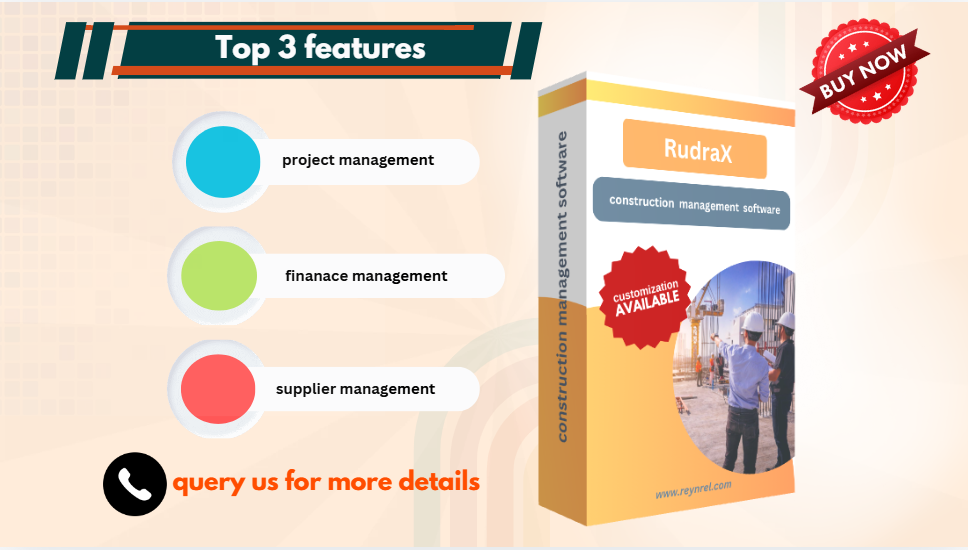 Top 3 features
BUY NOW
project management
finanace management
supplier management
query us for more details
construction management software
RudraX
construction management software
customization
AVAILABLE
www.reynrel.com